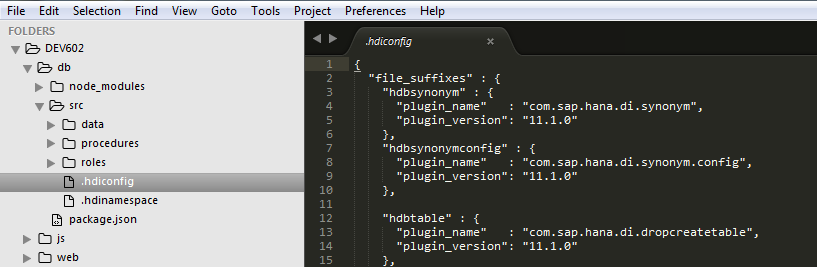 File Edit Selection Find View Goto Tools Project Preferences Help
FOLDERS
DEV602
db
node_modules
src
data
procedures
roles
.hdiconfig
.hdinamespace
package.json
js
web
.hdiconfig ×
1 {
2 "file_suffixes" : {
3 "hdbsynonym" : {
4 "plugin_name" : "com.sap.hana.di.synonym",
5 "plugin_version": "11.1.0"
6 },
7 "hdbsynonymconfig" : {
8 "plugin_name" : "com.sap.hana.di.synonym.config",
9 "plugin_version": "11.1.0"
10 },
11
12 "hdbtable" : {
13 "plugin_name" : "com.sap.hana.di.dropcreatetable",
14 "plugin_version": "11.1.0"
15 },